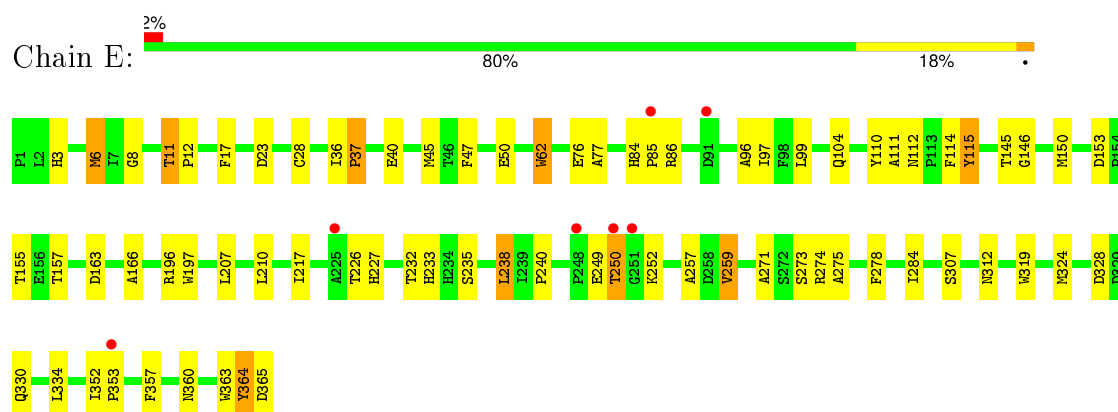 2%
Chain E:
80% 18% •
P1 L2 H3 M6 I7 G8 T11 P12 F17 D23 C28 I36 P37 E40 M45 T46 F47 E50 W62 E76 A77 H84 P85 R86 D91 A96 I97 F98 L99 Q104 Y110 A111 N112 P113 F114 Y115 T145 G146 M150 D153
T155 E156 T157 D163 A166 R196 W197 L207 L210 I217 A225 T226 H227 T232 H233 H234 S235 L238 I239 P240 P248 E249 T250 G251 K252 A257 D258 V259 A271 S272 S273 R274 A275 F278 I284 S307 N312 W319 M324 D328
Q330 L334 I352 P353 F357 N360 W363 Y364 D365